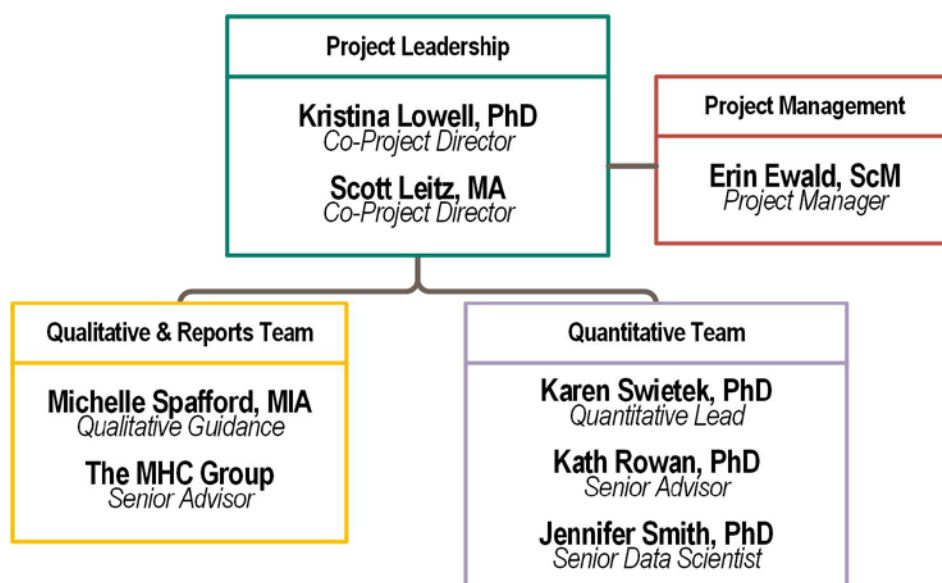 Project Leadership
Kristina Lowell, PhD
Co-Project Director
Scott Leitz, MA
Co-Project Director
Project Management
Erin Ewald, ScM
Project Manager
Qualitative & Reports Team
Michelle Spafford, MIA
Qualitative Guidance
The MHC Group
Senior Advisor
Quantitative Team
Karen Swietek, PhD
Quantitative Lead
Kath Rowan, PhD
Senior Advisor
Jennifer Smith, PhD
Senior Data Scientist